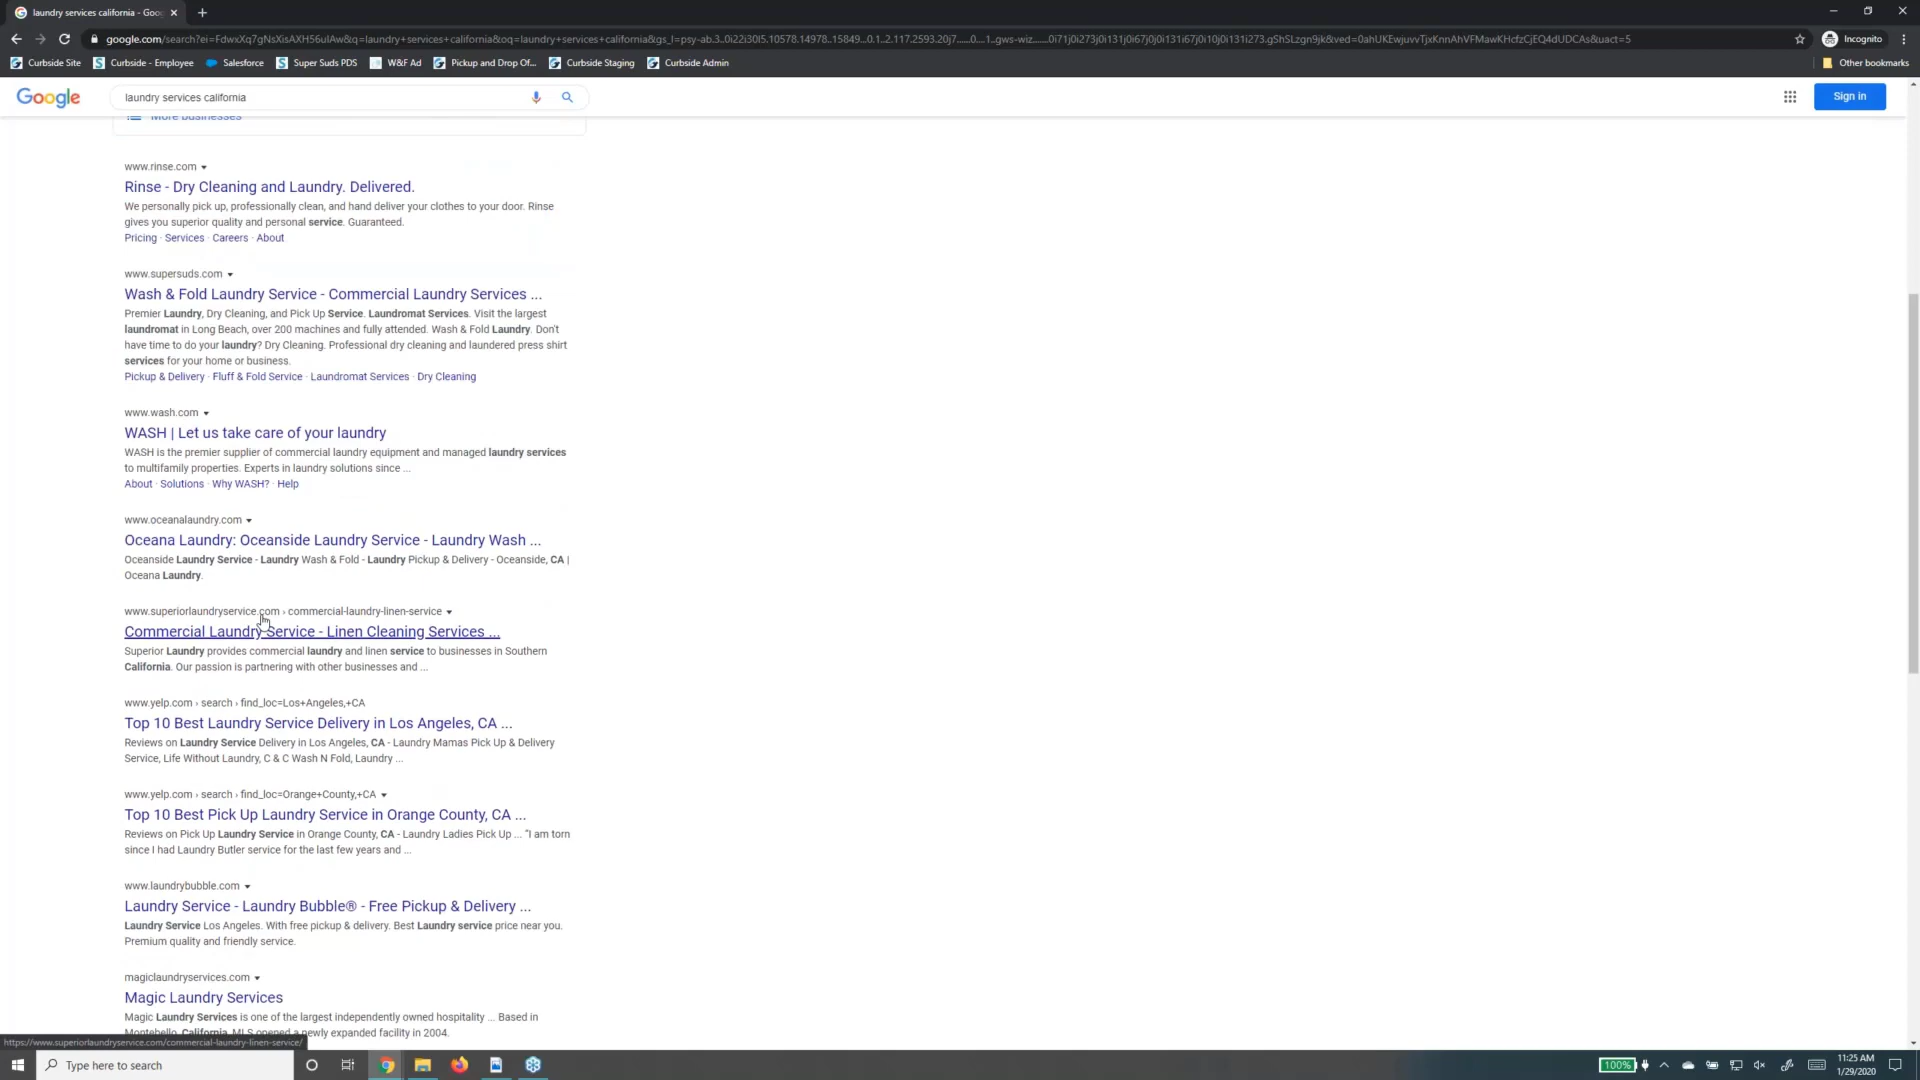 laundry services california - Goo
google.com/search?ei=FdwxXq7gNsXisAXH56uIAw&q=laundry+services+california&oq=laundry+services+california&gs_l=psy-ab.3..0i22i30l5.10578.14978..15849...0.1..2.117.2593.20j7......0....1..gws-wiz.......0i71j0i273j0i131j0i67j0j0i131i67j0i10j0i131i273.gShSLzgn9jk&ved=0ahUKEwjuvvTjxKnnAhVFMawKHcfzCjEQ4dUDCAs&uact=5
Incognito
Curbside Site Curbside - Employee Salesforce Super Suds PDS W&F Ad Pickup and Drop Of... Curbside Staging Curbside Admin Other bookmarks
Google laundry services california Sign in
More businesses
www.rinse.com
Rinse - Dry Cleaning and Laundry. Delivered.
We personally pick up, professionally clean, and hand deliver your clothes to your door. Rinse
gives you superior quality and personal service. Guaranteed.
Pricing · Services · Careers · About
www.supersuds.com
Wash & Fold Laundry Service - Commercial Laundry Services ...
Premier Laundry, Dry Cleaning, and Pick Up Service. Laundromat Services. Visit the largest
laundromat in Long Beach, over 200 machines and fully attended. Wash & Fold Laundry. Don't
have time to do your laundry? Dry Cleaning. Professional dry cleaning and laundered press shirt
services for your home or business.
Pickup & Delivery · Fluff & Fold Service · Laundromat Services · Dry Cleaning
www.wash.com
WASH | Let us take care of your laundry
WASH is the premier supplier of commercial laundry equipment and managed laundry services
to multifamily properties. Experts in laundry solutions since ...
About · Solutions · Why WASH? · Help
www.oceanalaundry.com
Oceana Laundry: Oceanside Laundry Service - Laundry Wash ...
Oceanside Laundry Service - Laundry Wash & Fold - Laundry Pickup & Delivery - Oceanside, CA |
Oceana Laundry.
www.superiorlaundryservice.com › commercial-laundry-linen-service
Commercial Laundry Service - Linen Cleaning Services ...
Superior Laundry provides commercial laundry and linen service to businesses in Southern
California. Our passion is partnering with other businesses and ...
www.yelp.com › search › find_loc=Los+Angeles,+CA
Top 10 Best Laundry Service Delivery in Los Angeles, CA ...
Reviews on Laundry Service Delivery in Los Angeles, CA - Laundry Mamas Pick Up & Delivery
Service, Life Without Laundry, C & C Wash N Fold, Laundry ...
www.yelp.com › search › find_loc=Orange+County,+CA
Top 10 Best Pick Up Laundry Service in Orange County, CA ...
Reviews on Pick Up Laundry Service in Orange County, CA - Laundry Ladies Pick Up ... "I am torn
since I had Laundry Butler service for the last few years and ...
www.laundrybubble.com
Laundry Service - Laundry Bubble® - Free Pickup & Delivery ...
Laundry Service Los Angeles. With free pickup & delivery. Best Laundry service price near you.
Premium quality and friendly service.
magiclaundryservices.com
Magic Laundry Services
Magic Laundry Services is one of the largest independently owned hospitality ... Based in
Montebello, California, MLS opened a newly expanded facility in 2004.
https://www.superiorlaundryservice.com/commercial-laundry-linen-service/
Type here to search
100%
11:25 AM
1/29/2020